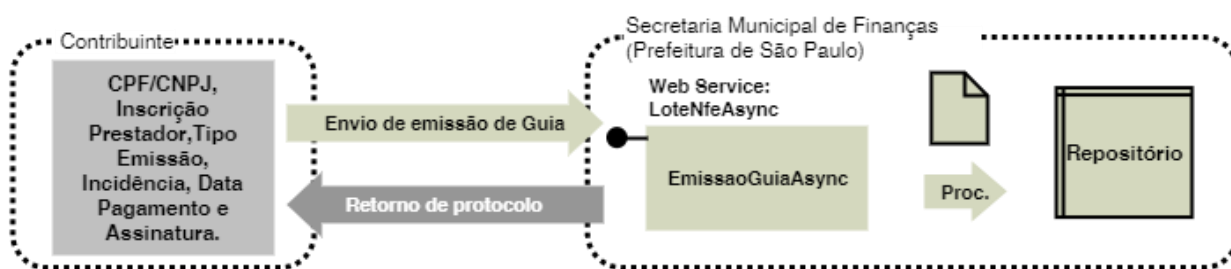 Contribuinte
CPF/CNPJ,
Inscrição
Prestador,Tipo
Emissão,
Incidência, Data
Pagamento e
Assinatura.
Envio de emissão de Guia
Retorno de protocolo
Secretaria Municipal de Finanças
(Prefeitura de São Paulo)
Web Service:
LoteNfeAsync
EmissaoGuiaAsync
Proc.
Repositório